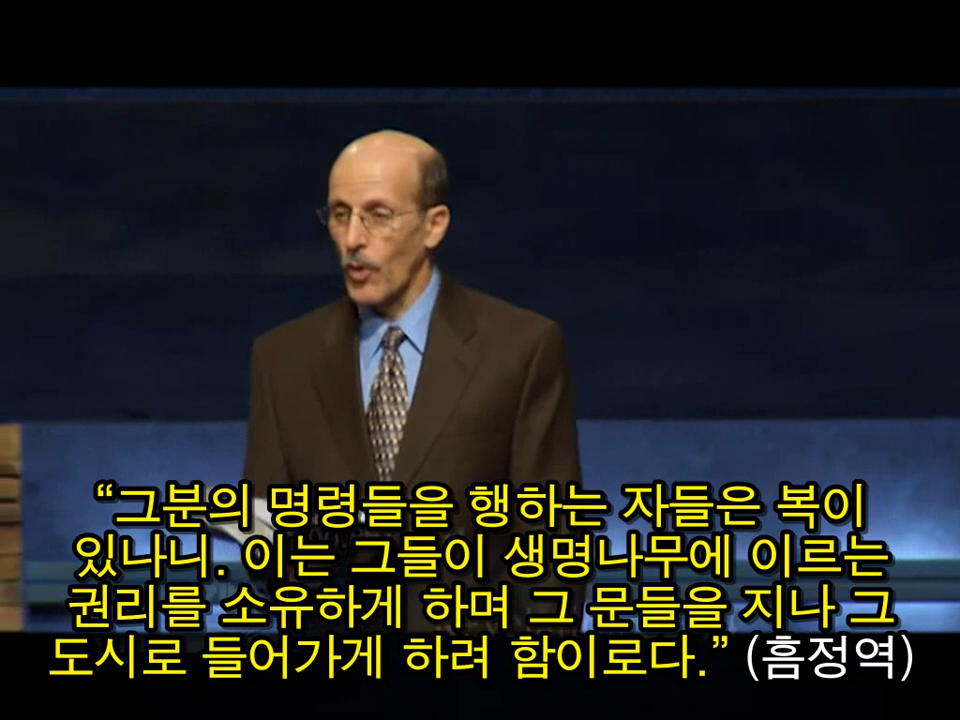 “그분의 명령들을 행하는 자들은 복이
있나니. 이는 그들이 생명나무에 이르는
권리를 소유하게 하며 그 문들을 지나 그
도시로 들어가게 하려 함이로다.” (흠정역)